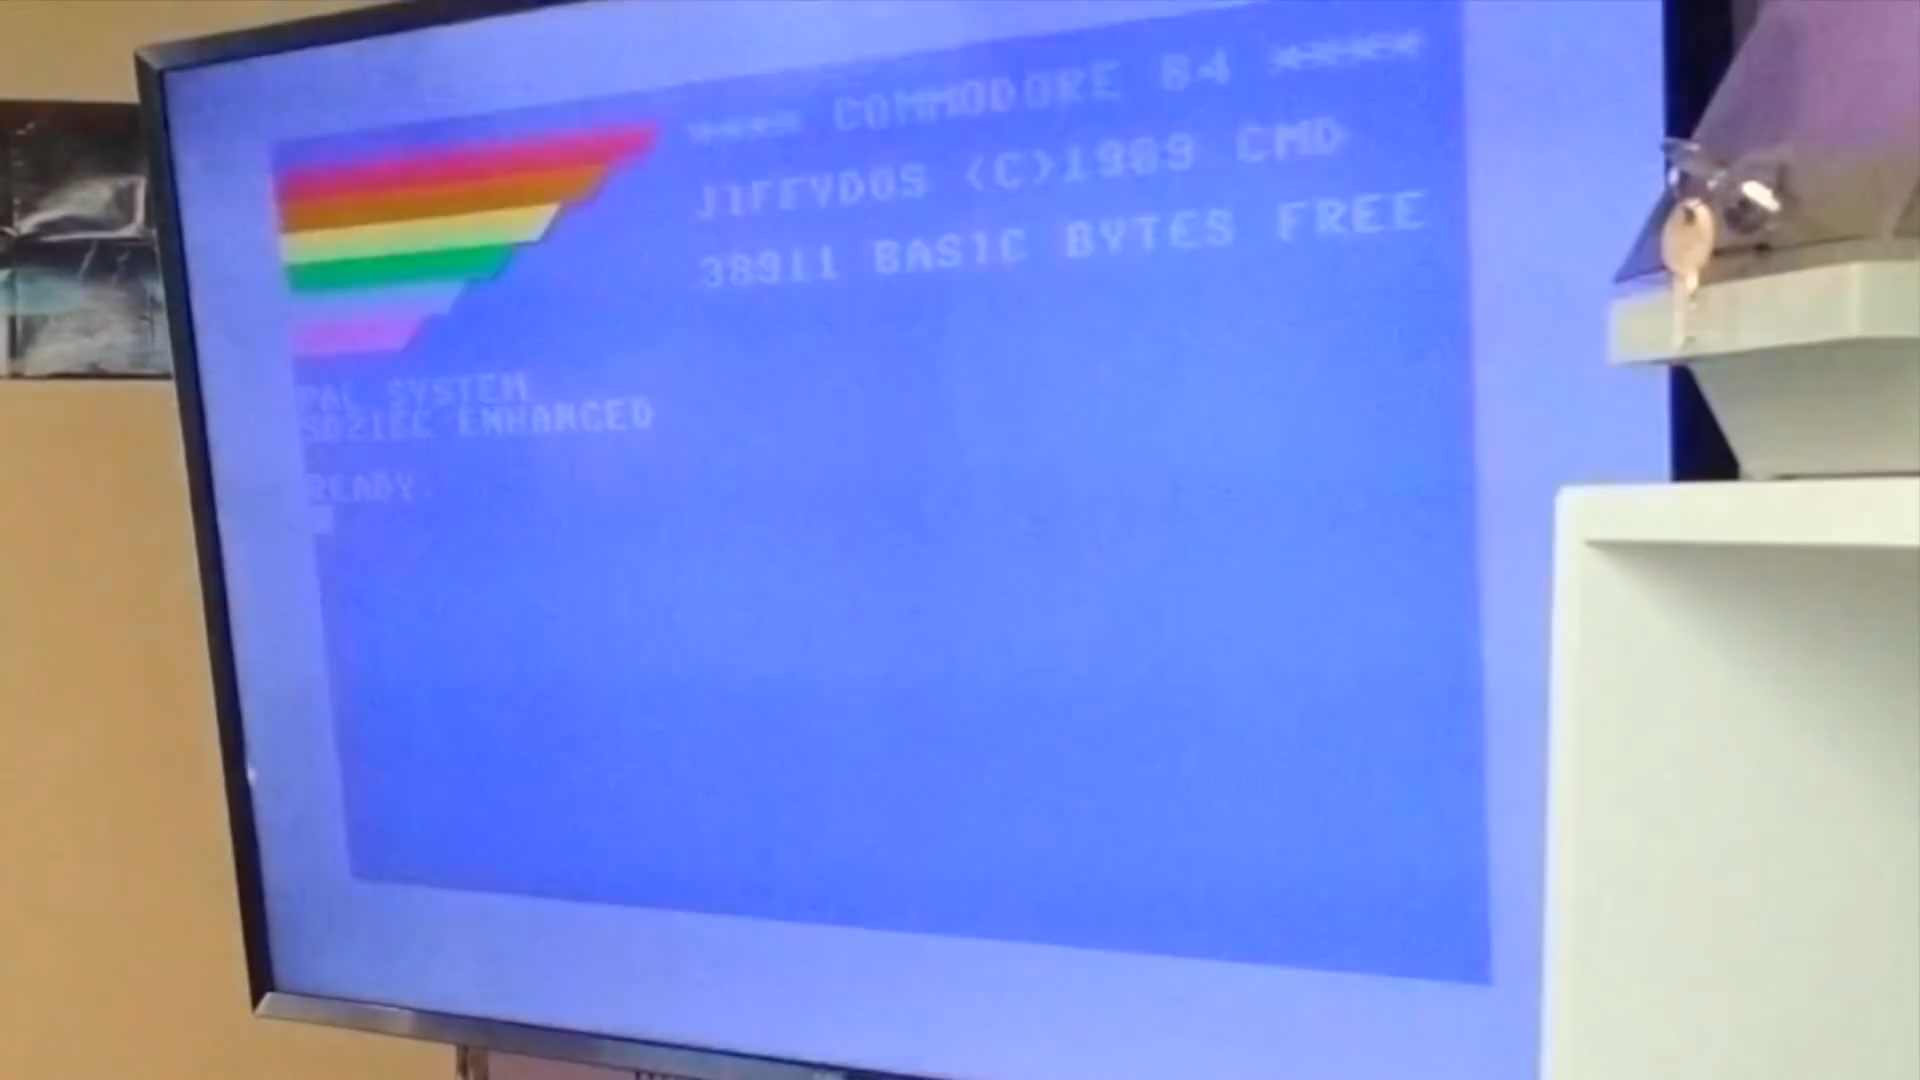 **** COMMODORE 64 ****
JIFFYDOS (C)1989 CMD
38911 BASIC BYTES FREE
PAL SYSTEM
SD2IEC ENHANCED
READY.